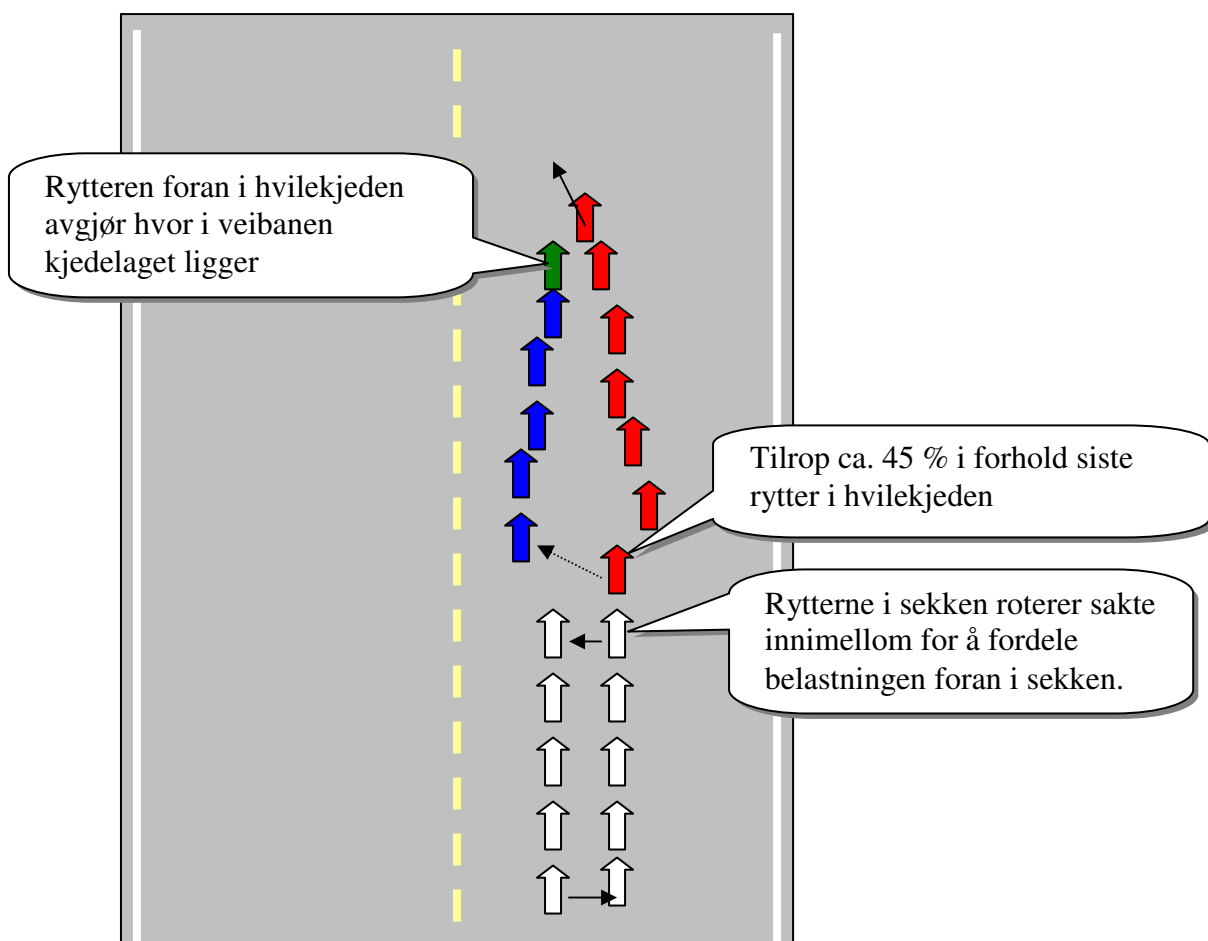 Rytteren foran i hvilekjeden
avgjør hvor i veibanen
kjedelaget ligger
Tilrop ca. 45 % i forhold siste
rytter i hvilekjeden
Rytterne i sekken roterer sakte
innimellom for å fordele
belastningen foran i sekken.